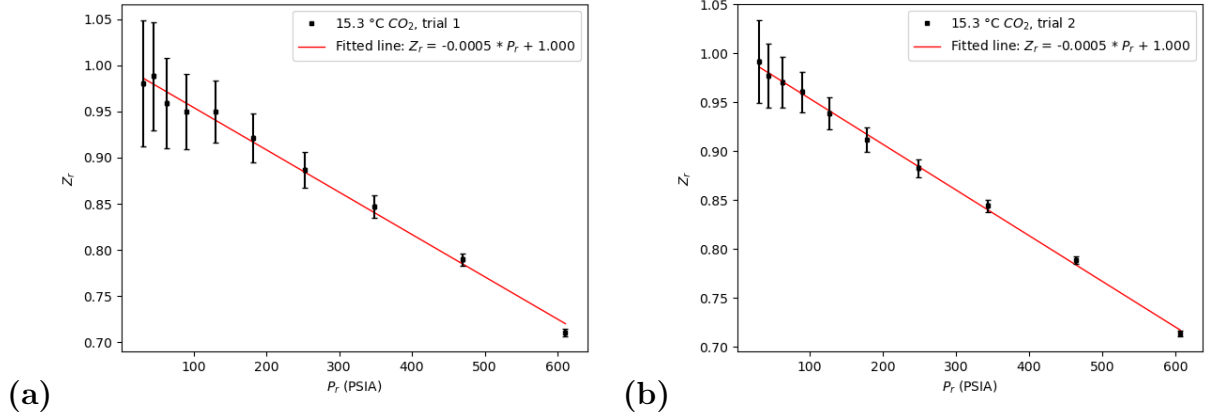 1.05
1.00
0.95
0.90
0.85
0.80
0.75
0.70
Zr
15.3 °C CO2, trial 1
Fitted line: Zr = -0.0005 * Pr + 1.000
100 200 300 400 500 600
Pr (PSIA)
(a)
1.05
1.00
0.95
0.90
0.85
0.80
0.75
0.70
Zr
15.3 °C CO2, trial 2
Fitted line: Zr = -0.0005 * Pr + 1.000
100 200 300 400 500 600
Pr (PSIA)
(b)